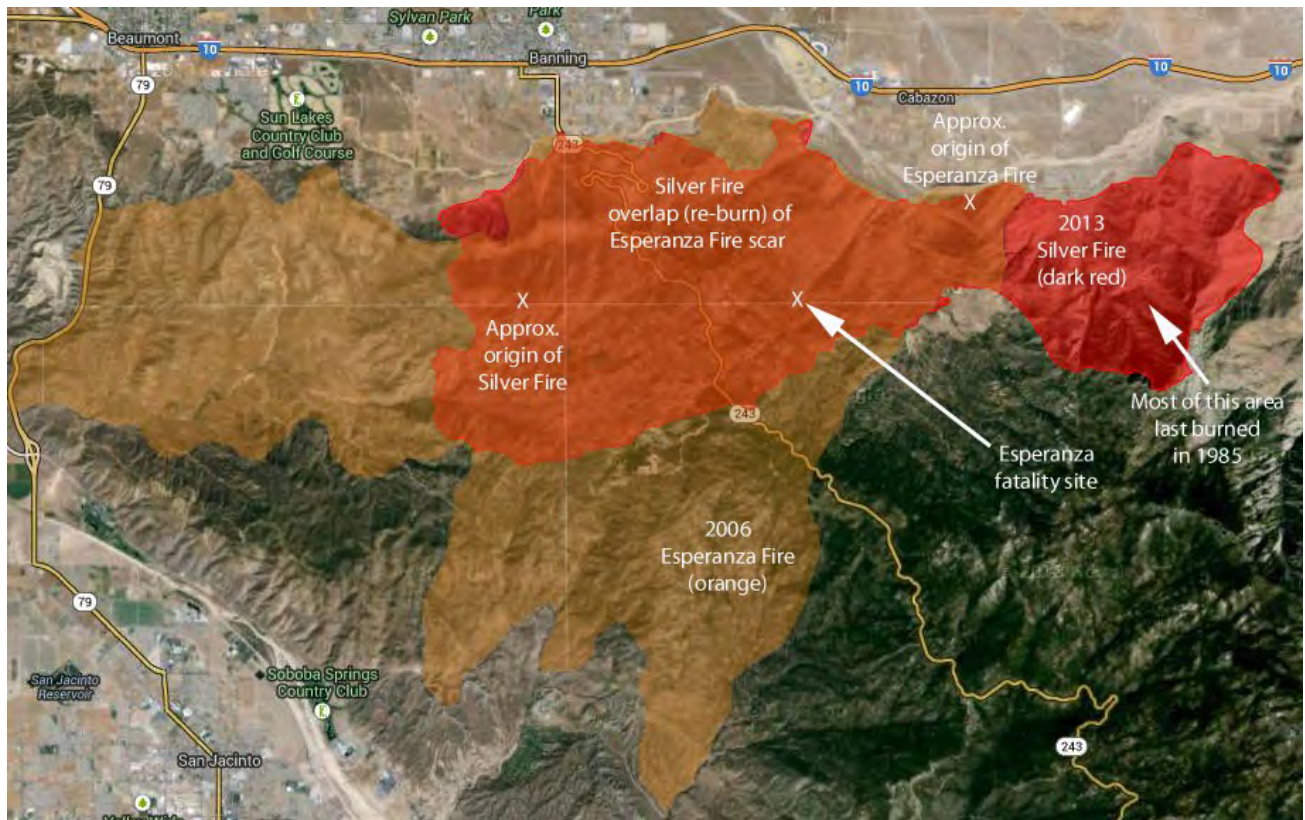 Sylvan Park
Park
Beaumont
10
Banning
79
10
10
10
Cabazon
Sun Lakes
Country Club
and Golf Course
Approx.
origin of
Esperanza Fire
X
243
79
Silver Fire
overlap (re-burn) of
Esperanza Fire scar
2013
Silver Fire
(dark red)
X
X
Approx.
origin of
Silver Fire
243
Most of this area
last burned
in 1985
Esperanza
fatality site
2006
Esperanza Fire
(orange)
79
San Jacinto
Reservoir
Soboba Springs
Country Club
San Jacinto
243